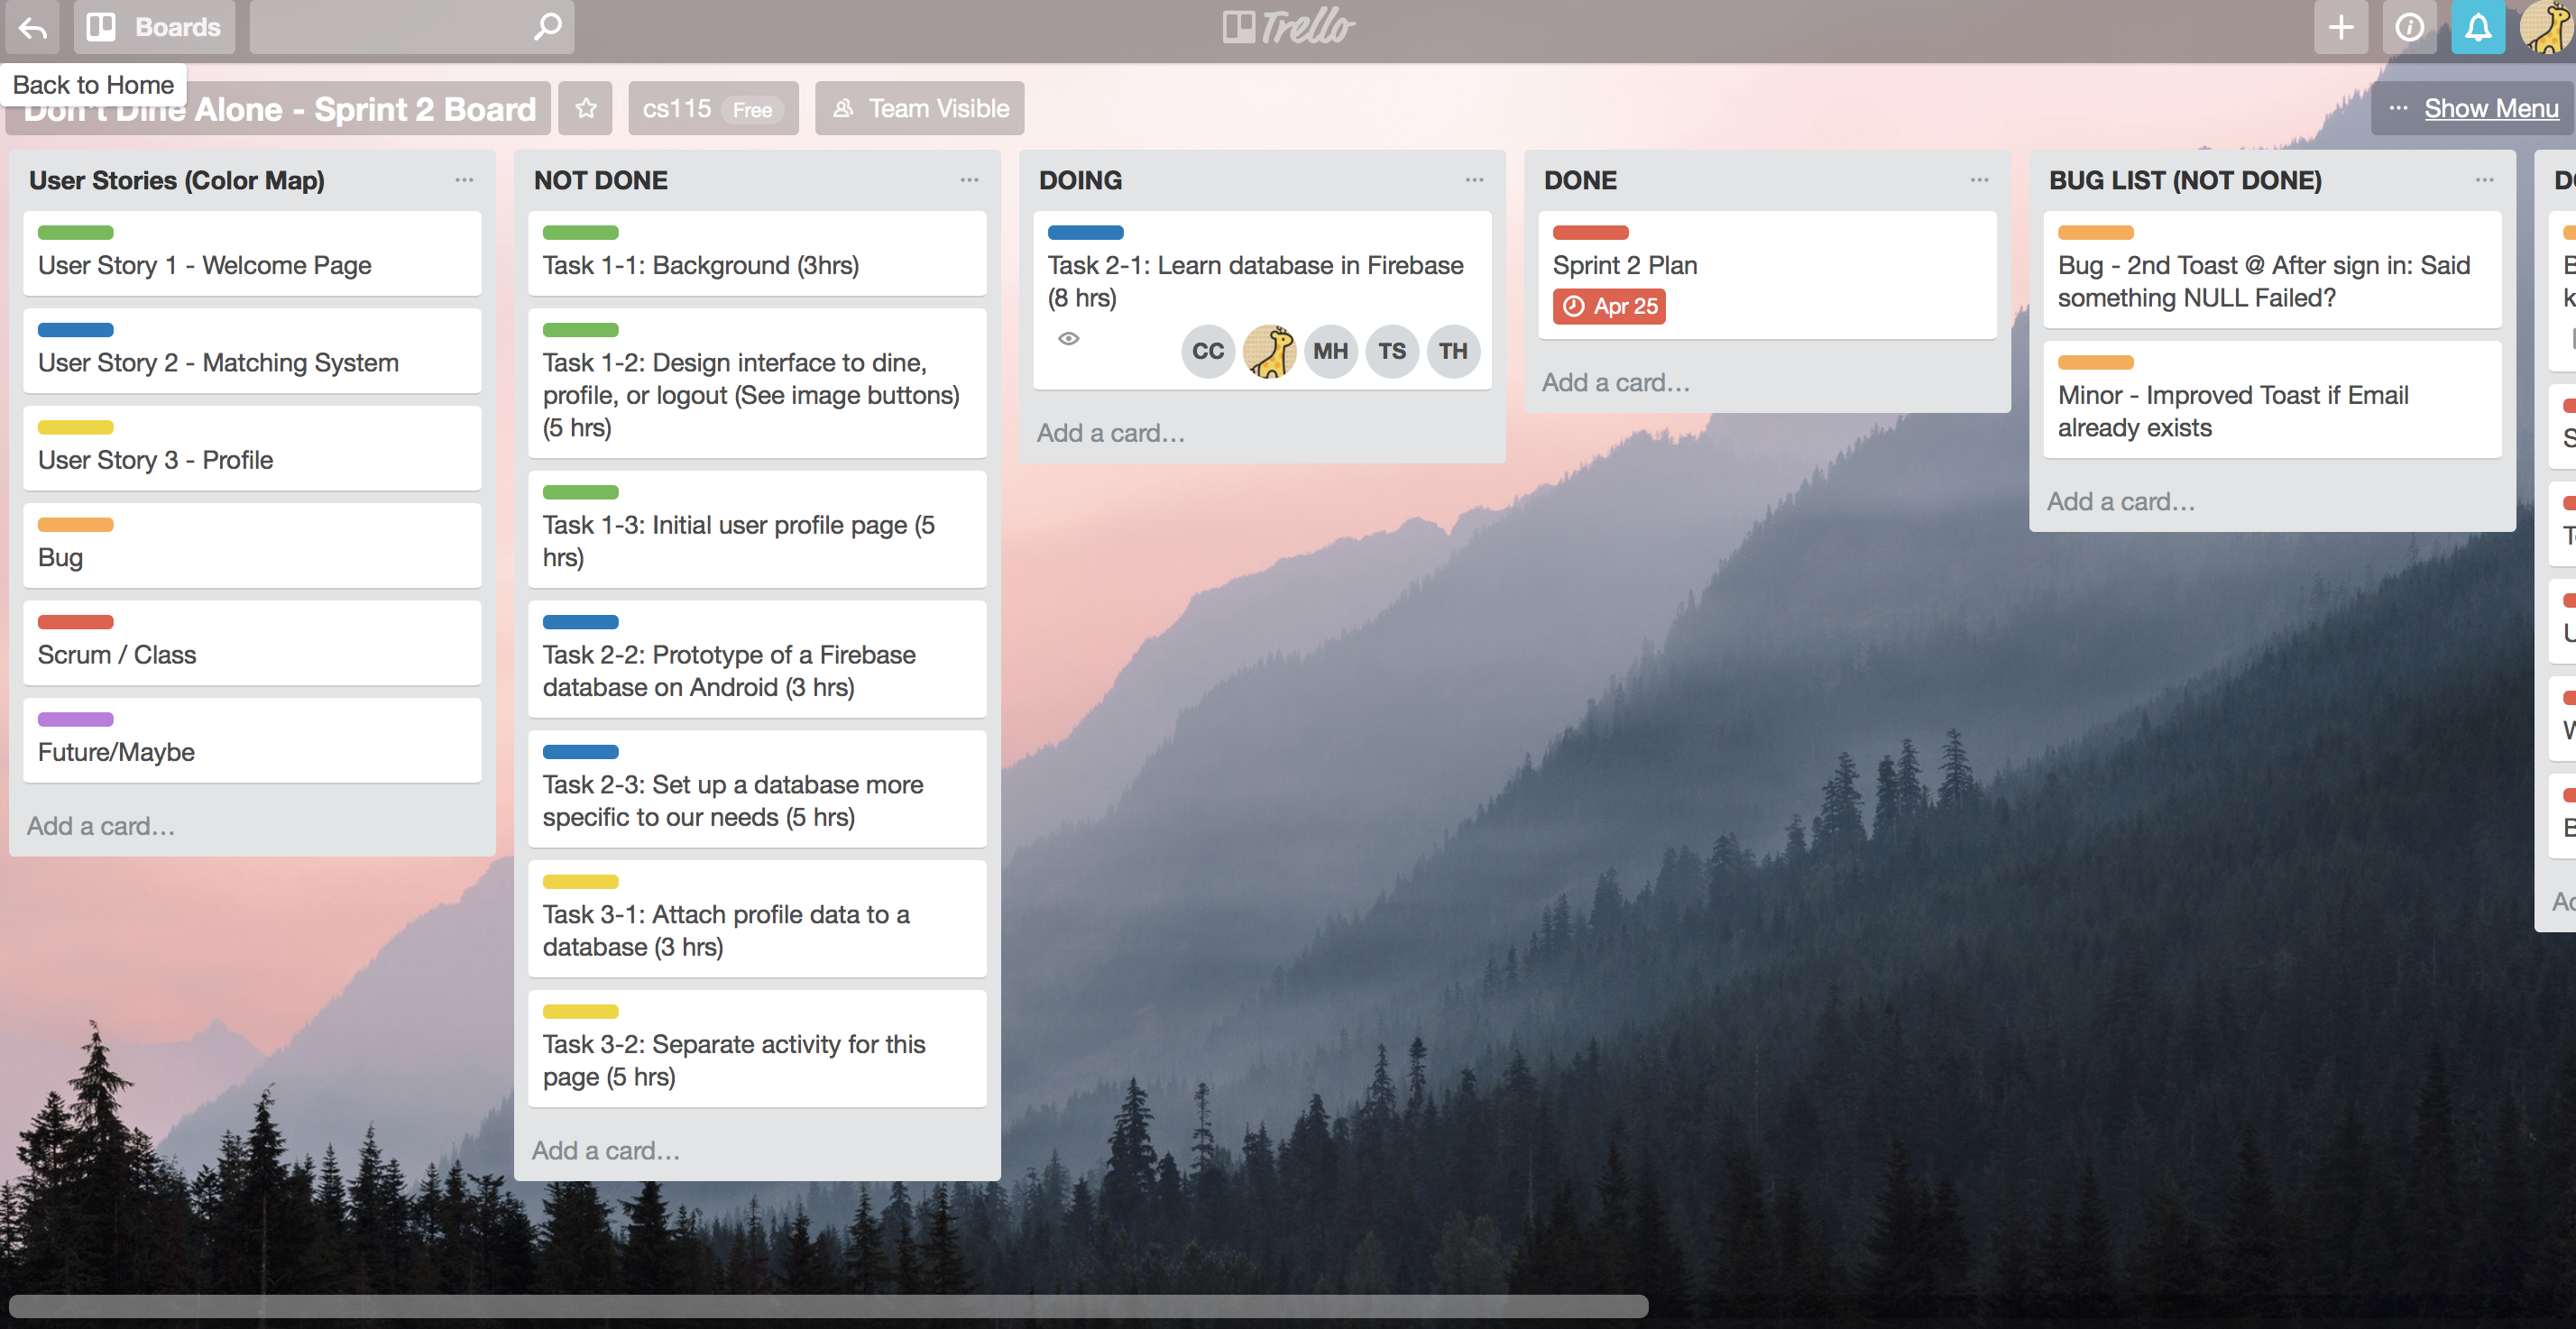 Boards
Trello
Back to Home
Don't Dine Alone - Sprint 2 Board
cs115 Free
Team Visible
Show Menu
User Stories (Color Map)
User Story 1 - Welcome Page
User Story 2 - Matching System
User Story 3 - Profile
Bug
Scrum / Class
Future/Maybe
Add a card…
NOT DONE
Task 1-1: Background (3hrs)
Task 1-2: Design interface to dine,
profile, or logout (See image buttons)
(5 hrs)
Task 1-3: Initial user profile page (5
hrs)
Task 2-2: Prototype of a Firebase
database on Android (3 hrs)
Task 2-3: Set up a database more
specific to our needs (5 hrs)
Task 3-1: Attach profile data to a
database (3 hrs)
Task 3-2: Separate activity for this
page (5 hrs)
Add a card…
DOING
Task 2-1: Learn database in Firebase
(8 hrs)
CC MH TS TH
Add a card…
DONE
Sprint 2 Plan
Apr 25
Add a card…
BUG LIST (NOT DONE)
Bug - 2nd Toast @ After sign in: Said
something NULL Failed?
Minor - Improved Toast if Email
already exists
Add a card…